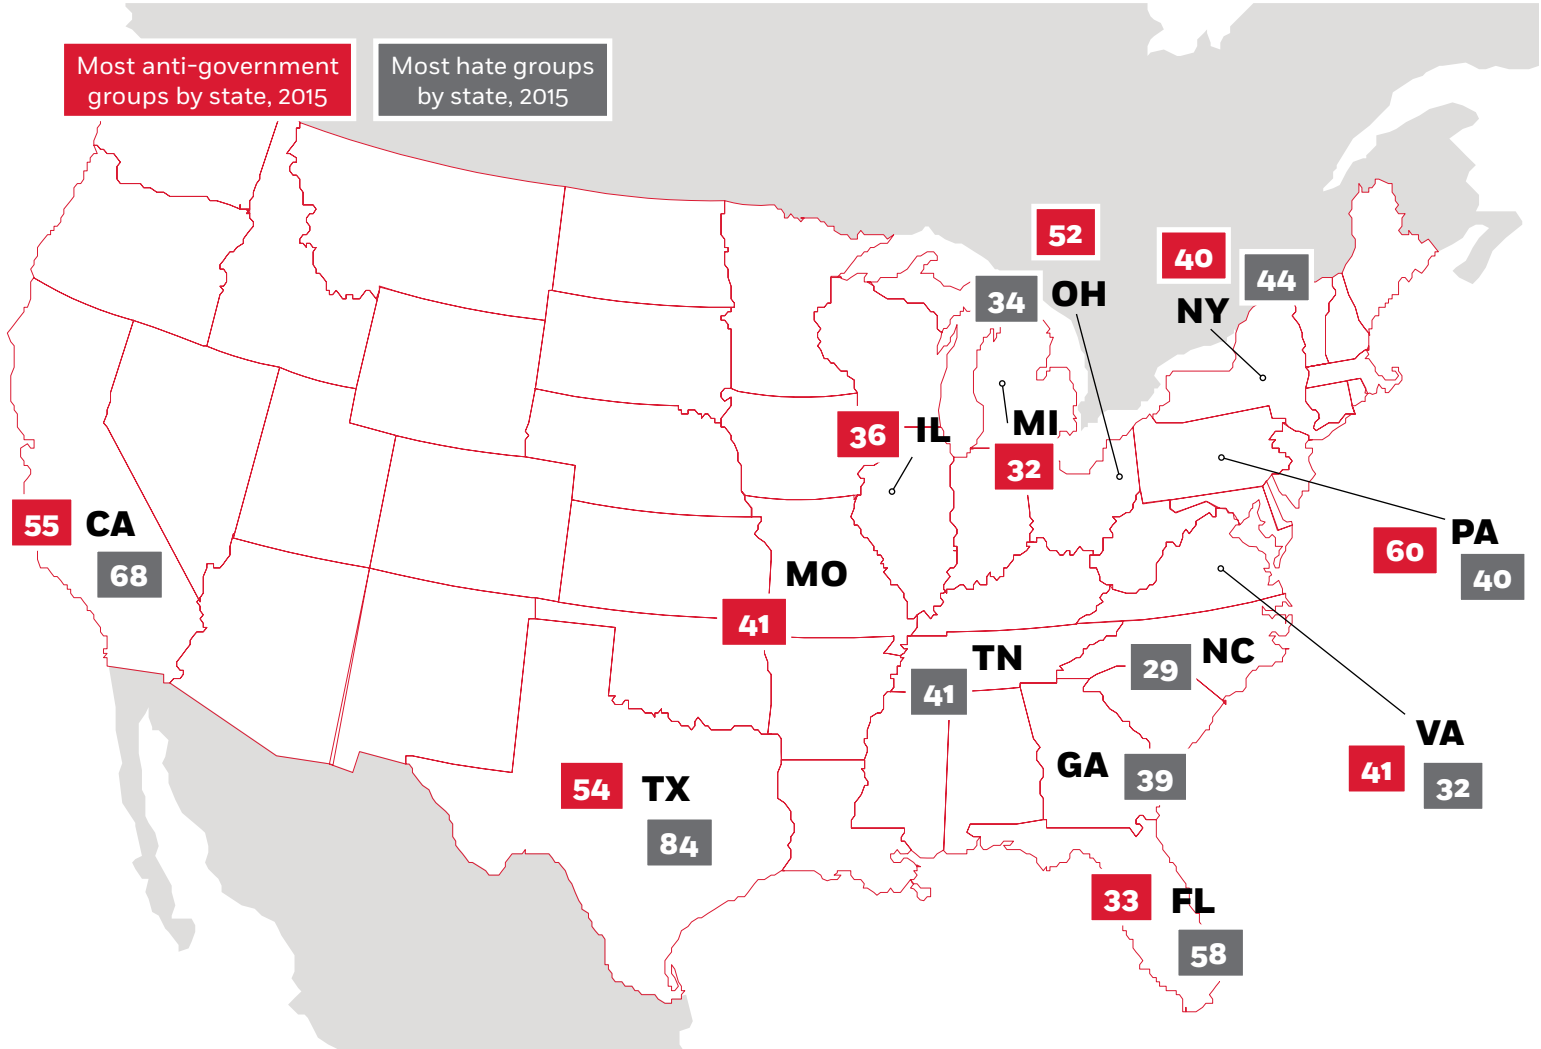 Most anti-government
groups by state, 2015
Most hate groups
by state, 2015
52
OH
40
44
NY
34
36
IL
MI
32
55
CA
68
PA
60
40
MO
41
TN
41
29
NC
VA
41
32
GA
39
54
TX
84
33
FL
58